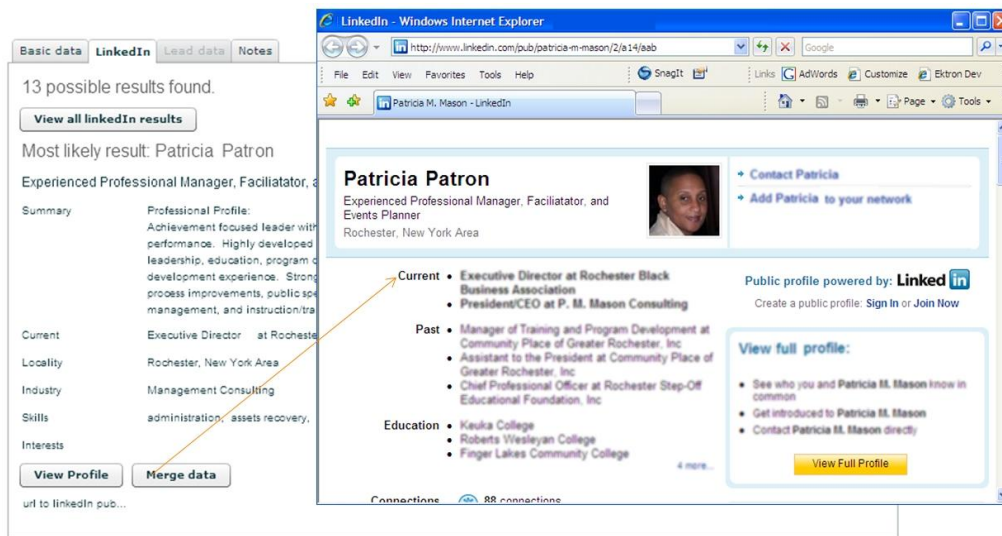 Basic data LinkedIn Lead data Notes
13 possible results found.
View all linkedIn results
Most likely result: Patricia Patron
Experienced Professional Manager, Faciliatator,
Summary
Professional Profile:
Achievement focused leader with
performance. Highly developed
leadership, education, program
development experience. Strong
process improvements, public spe
management, and instruction/tra
Current Executive Director at Rocheste
Locality Rochester, New York Area
Industry Management Consulting
Skills administration, assets recovery,
Interests
View Profile Merge data
url to linkedIn pub...
LinkedIn - Windows Internet Explorer
http://www.linkedin.com/pub/patricia-m-mason/2/a14/aab
Google
File Edit View Favorites Tools Help
SnagIt
Links AdWords Customize Ektron Dev
Patricia M. Mason - LinkedIn
Page Tools
Patricia Patron
Experienced Professional Manager, Faciliatator, and
Events Planner
Rochester, New York Area
Contact Patricia
Add Patricia to your network
Current • Executive Director at Rochester Black
Business Association
• President/CEO at P. M. Mason Consulting
Past • Manager of Training and Program Development at
Community Place of Greater Rochester, Inc
• Assistant to the President at Community Place of
Greater Rochester, Inc
• Chief Professional Officer at Rochester Step-Off
Educational Foundation, Inc
Education • Keuka College
• Roberts Wesleyan College
• Finger Lakes Community College
4 more...
Connections 88 connections
Public profile powered by: Linked in
Create a public profile: Sign In or Join Now
View full profile:
• See who you and Patricia M. Mason know in
common
• Get introduced to Patricia M. Mason
• Contact Patricia M. Mason directly
View Full Profile